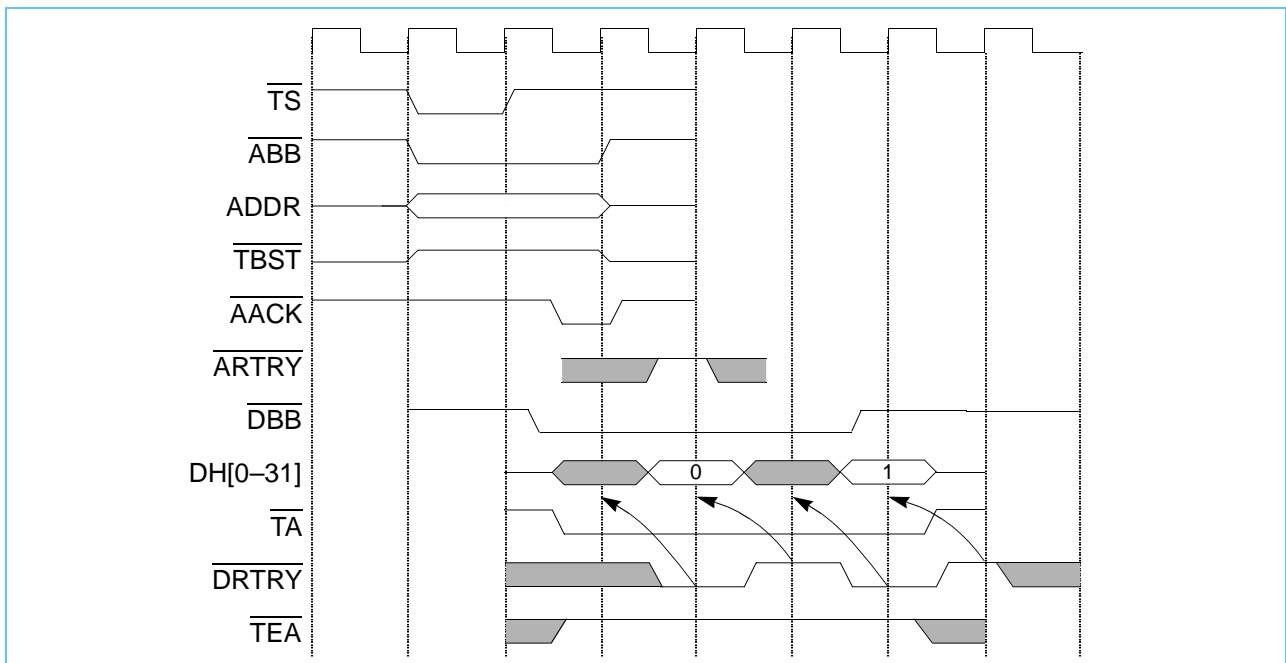 TS
ABB
ADDR
TBST
AACK
ARTRY
DBB
DH[0–31] 0 1
TA
DRTRY
TEA